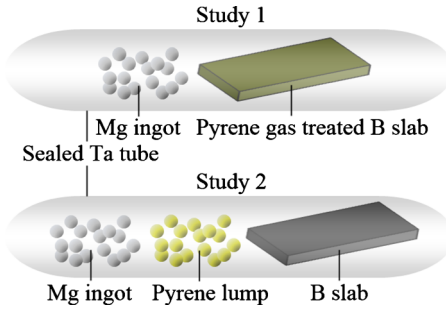 Study 1
Mg ingot Pyrene gas treated B slab
Sealed Ta tube
Study 2
Mg ingot Pyrene lump B slab